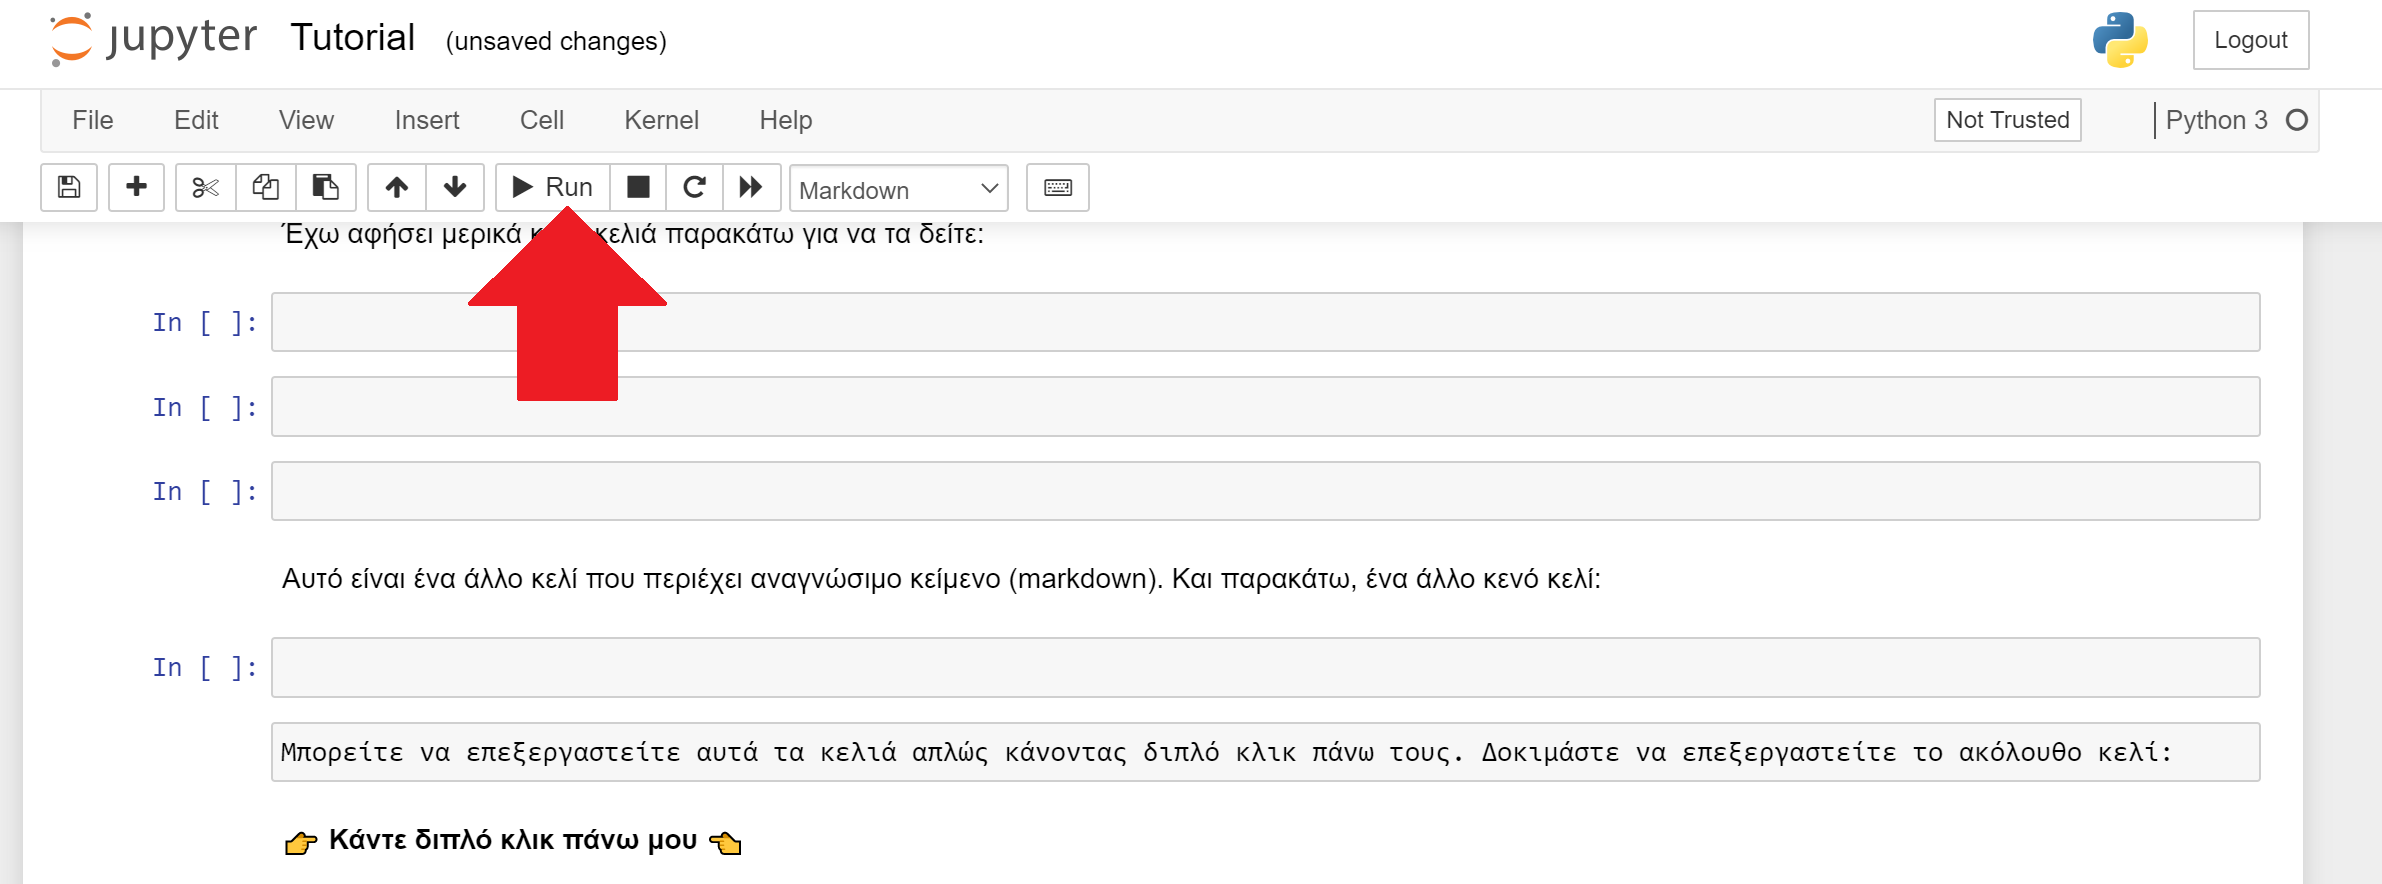 jupyter Tutorial (unsaved changes) Logout
File Edit View Insert Cell Kernel Help Not Trusted Python 3
Run Markdown
Έχω αφήσει μερικά κελιά παρακάτω για να τα δείτε:
In [ ]:
In [ ]:
In [ ]:
Αυτό είναι ένα άλλο κελί που περιέχει αναγνώσιμο κείμενο (markdown). Και παρακάτω, ένα άλλο κενό κελί:
In [ ]:
Μπορείτε να επεξεργαστείτε αυτά τα κελιά απλώς κάνοντας διπλό κλικ πάνω τους. Δοκιμάστε να επεξεργαστείτε το ακόλουθο κελί:
👉 Κάντε διπλό κλικ πάνω μου 👈